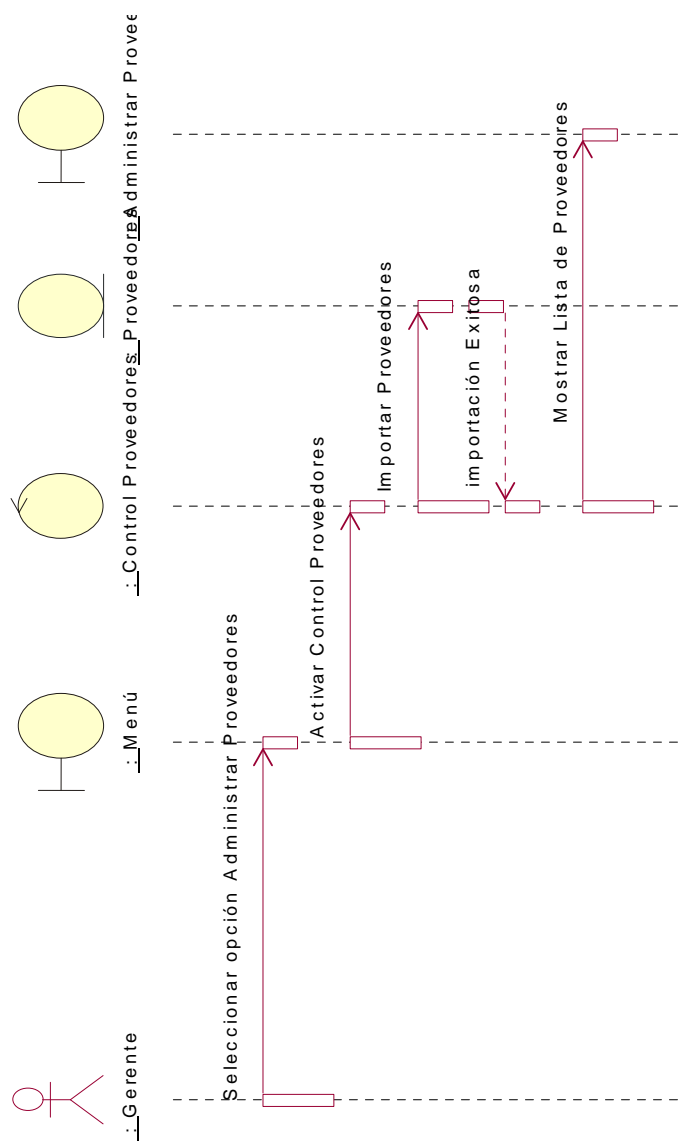 : Gerente
: Menú
: Control Proveedores
: Proveedores
Administrar Provee
Seleccionar opción Administrar Proveedores
Activar Control Proveedores
Importar Proveedores
importación Exitosa
Mostrar Lista de Proveedores